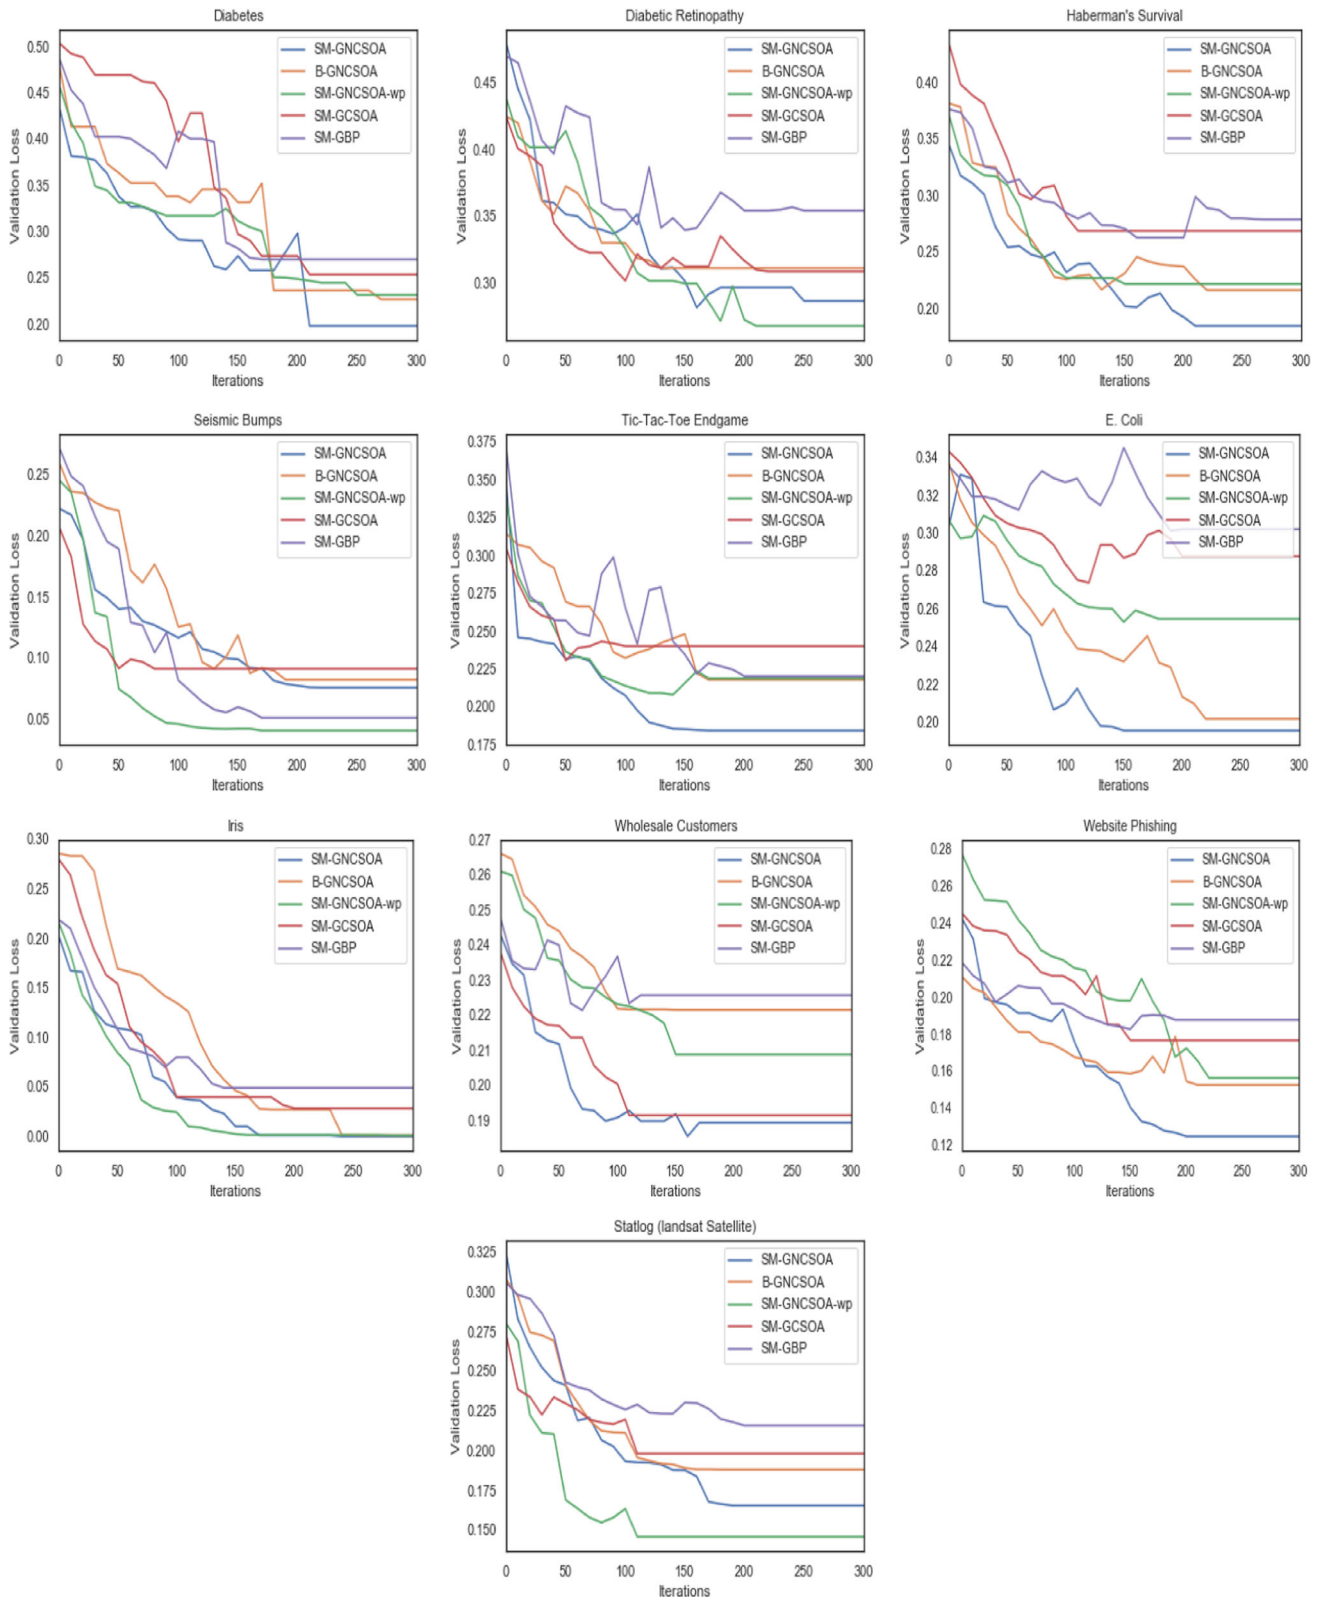 Diabetes
0.50
0.45
0.40
0.35
0.30
0.25
0.20
Validation Loss
SM-GNCSOA
B-GNCSOA
SM-GNCSOA-wp
SM-GCSOA
SM-GBP
0 50 100 150 200 250 300
Iterations
Diabetic Retinopathy
0.45
0.40
0.35
0.30
Validation Loss
SM-GNCSOA
B-GNCSOA
SM-GNCSOA-wp
SM-GCSOA
SM-GBP
0 50 100 150 200 250 300
Iterations
Haberman's Survival
0.40
0.35
0.30
0.25
0.20
Validation Loss
SM-GNCSOA
B-GNCSOA
SM-GNCSOA-wp
SM-GCSOA
SM-GBP
0 50 100 150 200 250 300
Iterations
Seismic Bumps
0.25
0.20
0.15
0.10
0.05
Validation Loss
SM-GNCSOA
B-GNCSOA
SM-GNCSOA-wp
SM-GCSOA
SM-GBP
0 50 100 150 200 250 300
Iterations
Tic-Tac-Toe Endgame
0.375
0.350
0.325
0.300
0.275
0.250
0.225
0.200
0.175
Validation Loss
SM-GNCSOA
B-GNCSOA
SM-GNCSOA-wp
SM-GCSOA
SM-GBP
0 50 100 150 200 250 300
Iterations
E. Coli
0.34
0.32
0.30
0.28
0.26
0.24
0.22
0.20
Validation Loss
SM-GNCSOA
B-GNCSOA
SM-GNCSOA-wp
SM-GCSOA
SM-GBP
0 50 100 150 200 250 300
Iterations
Iris
0.30
0.25
0.20
0.15
0.10
0.05
0.00
Validation Loss
SM-GNCSOA
B-GNCSOA
SM-GNCSOA-wp
SM-GCSOA
SM-GBP
0 50 100 150 200 250 300
Iterations
Wholesale Customers
0.27
0.26
0.25
0.24
0.23
0.22
0.21
0.20
0.19
Validation Loss
SM-GNCSOA
B-GNCSOA
SM-GNCSOA-wp
SM-GCSOA
SM-GBP
0 50 100 150 200 250 300
Iterations
Website Phishing
0.28
0.26
0.24
0.22
0.20
0.18
0.16
0.14
0.12
Validation Loss
SM-GNCSOA
B-GNCSOA
SM-GNCSOA-wp
SM-GCSOA
SM-GBP
0 50 100 150 200 250 300
Iterations
Statlog (landsat Satellite)
0.325
0.300
0.275
0.250
0.225
0.200
0.175
0.150
Validation Loss
SM-GNCSOA
B-GNCSOA
SM-GNCSOA-wp
SM-GCSOA
SM-GBP
0 50 100 150 200 250 300
Iterations